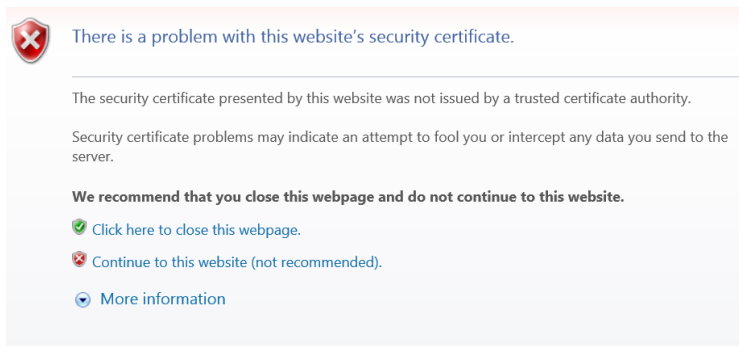 There is a problem with this website's security certificate.
The security certificate presented by this website was not issued by a trusted certificate authority.
Security certificate problems may indicate an attempt to fool you or intercept any data you send to the
server.
We recommend that you close this webpage and do not continue to this website.
Click here to close this webpage.
Continue to this website (not recommended).
More information